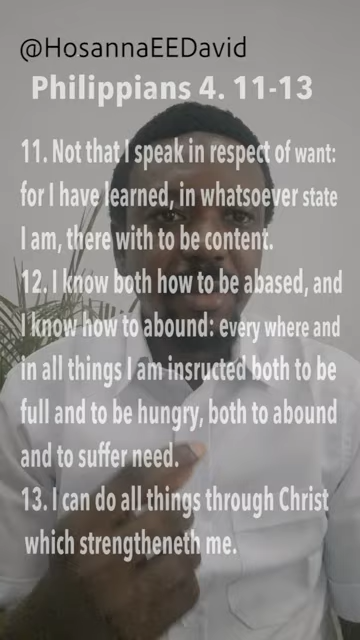 @HosannaEEDavid
Philippians 4. 11-13
11. Not that I speak in respect of want:
for I have learned, in whatsoever state
I am, there with to be content.
12. I know both how to be abased, and
I know how to abound: every where and
in all things I am insructed both to be
full and to be hungry, both to abound
and to suffer need.
13. I can do all things through Christ
which strengtheneth me.